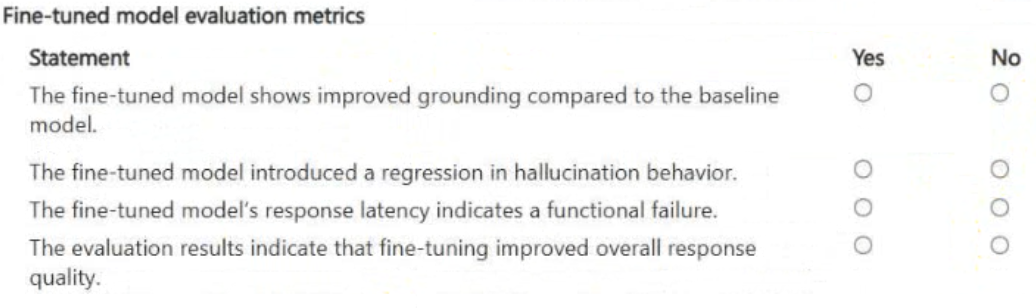 Fine-tuned model evaluation metrics
Statement Yes No
The fine-tuned model shows improved grounding compared to the baseline
model.
The fine-tuned model introduced a regression in hallucination behavior.
The fine-tuned model's response latency indicates a functional failure.
The evaluation results indicate that fine-tuning improved overall response
quality.